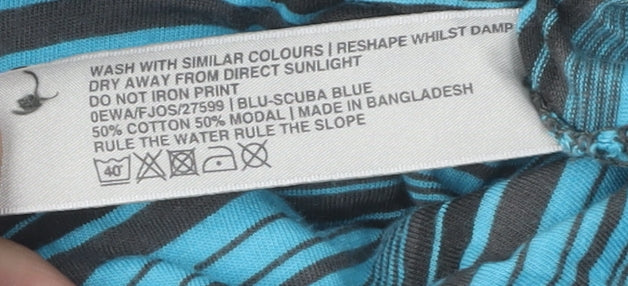 WASH WITH SIMILAR COLOURS | RESHAPE WHILST DAMP
DRY AWAY FROM DIRECT SUNLIGHT
DO NOT IRON PRINT
0EWA/FJOS/27599 | BLU-SCUBA BLUE
50% COTTON 50% MODAL | MADE IN BANGLADESH
RULE THE WATER RULE THE SLOPE
40°